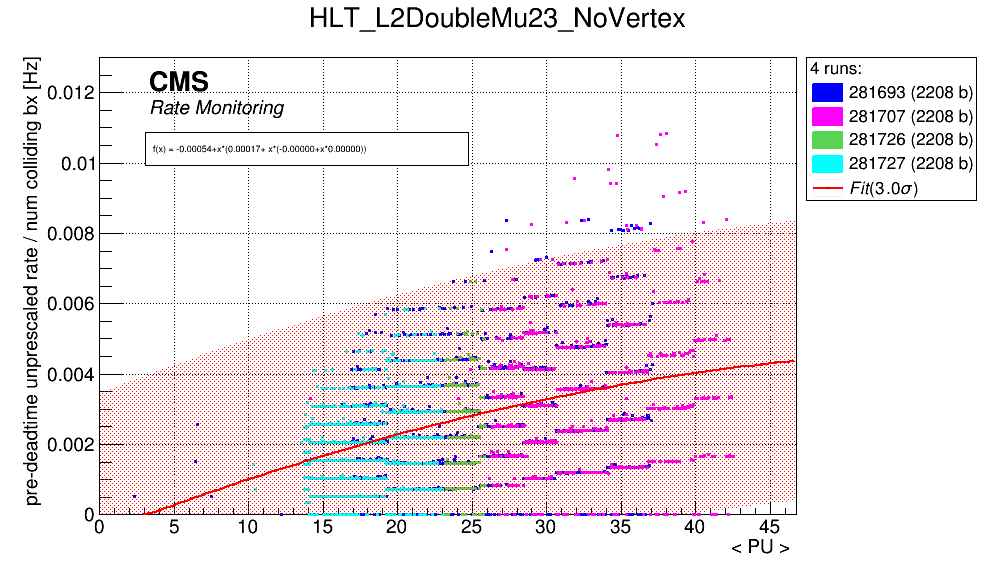 HLT_L2DoubleMu23_NoVertex
pre-deadtime unprescaled rate / num colliding bx [Hz]
CMS
Rate Monitoring
f(x) = -0.00054+x*(0.00017+ x*(-0.00000+x*0.00000))
0.012
0.01
0.008
0.006
0.004
0.002
0
0 5 10 15 20 25 30 35 40 45
< PU >
4 runs:
281693 (2208 b)
281707 (2208 b)
281726 (2208 b)
281727 (2208 b)
Fit(3.0σ)